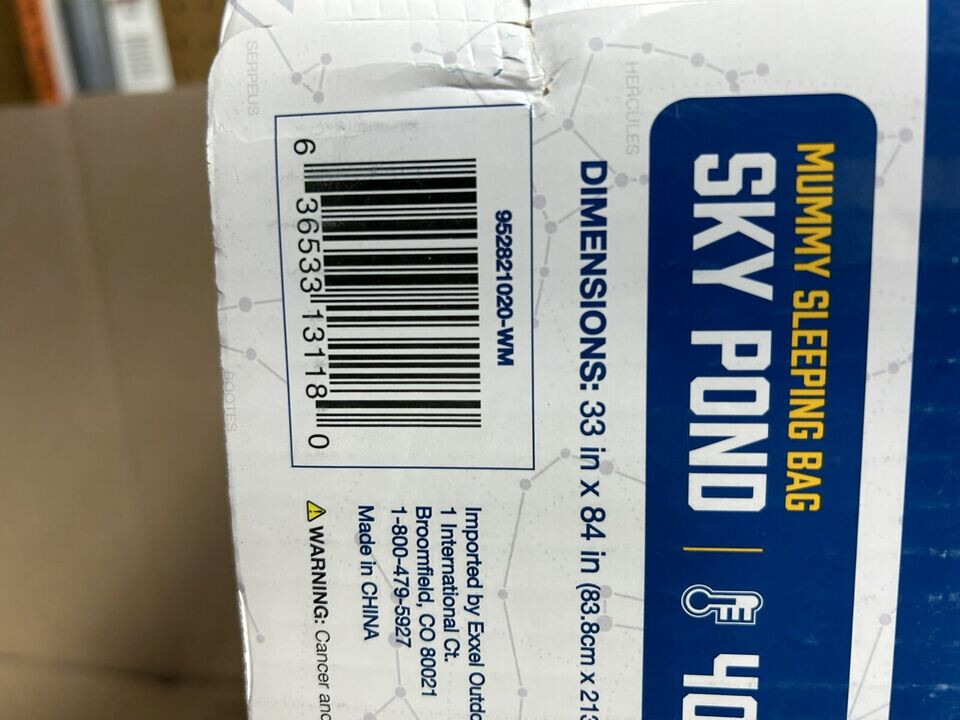 MUMMY SLEEPING BAG
SKY POND
40
DIMENSIONS: 33 in x 84 in (83.8cm x 213
952821020-WM
6 36533 13118 0
Imported by Exxel Outdo
1 International Ct.
Broomfield, CO 80021
1-800-479-5927
Made in CHINA
WARNING: Cancer and
HERCULES
SERPEUS
BOOTES